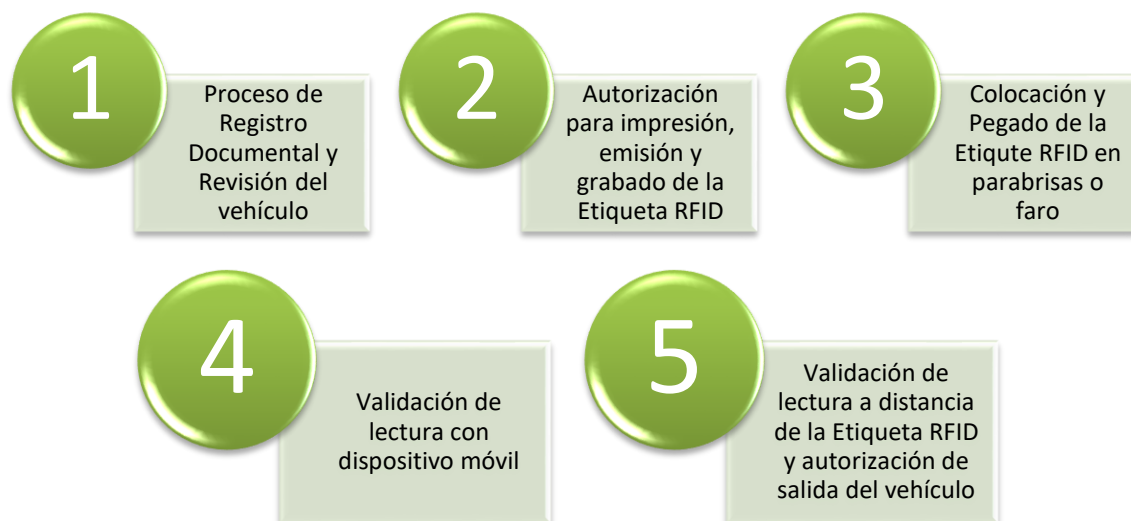 1
Proceso de
Registro
Documental y
Revisión del
vehículo
2
Autorización
para impresión,
emisión y
grabado de la
Etiqueta RFID
3
Colocación y
Pegado de la
Etiqute RFID en
parabrisas o
faro
4
Validación de
lectura con
dispositivo móvil
5
Validación de
lectura a distancia
de la Etiqueta RFID
y autorización de
salida del vehículo